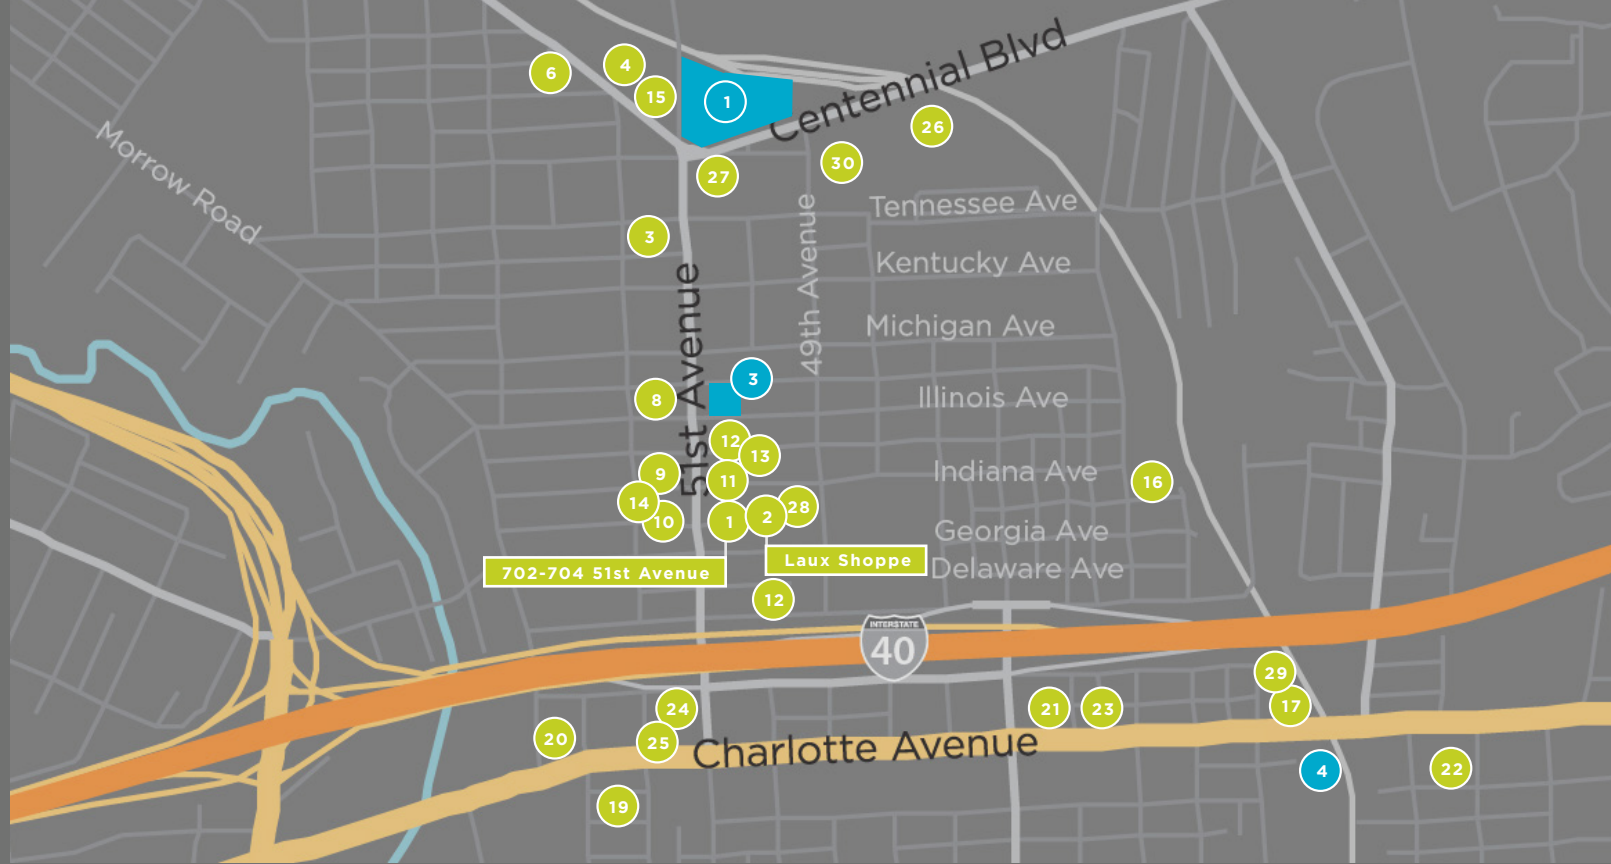 Centennial Blvd
4
6
15
1
26
30
27
Morrow Road
Tennessee Ave
49th Avenue
3
Kentucky Ave
51st Avenue
Michigan Ave
3
8
Illinois Ave
12
13
9
11
Indiana Ave
16
14
10
1
2
28
Georgia Ave
702-704 51st Avenue
Laux Shoppe
Delaware Ave
12
INTERSTATE
40
29
24
21
23
17
20
25
Charlotte Avenue
4
22
19